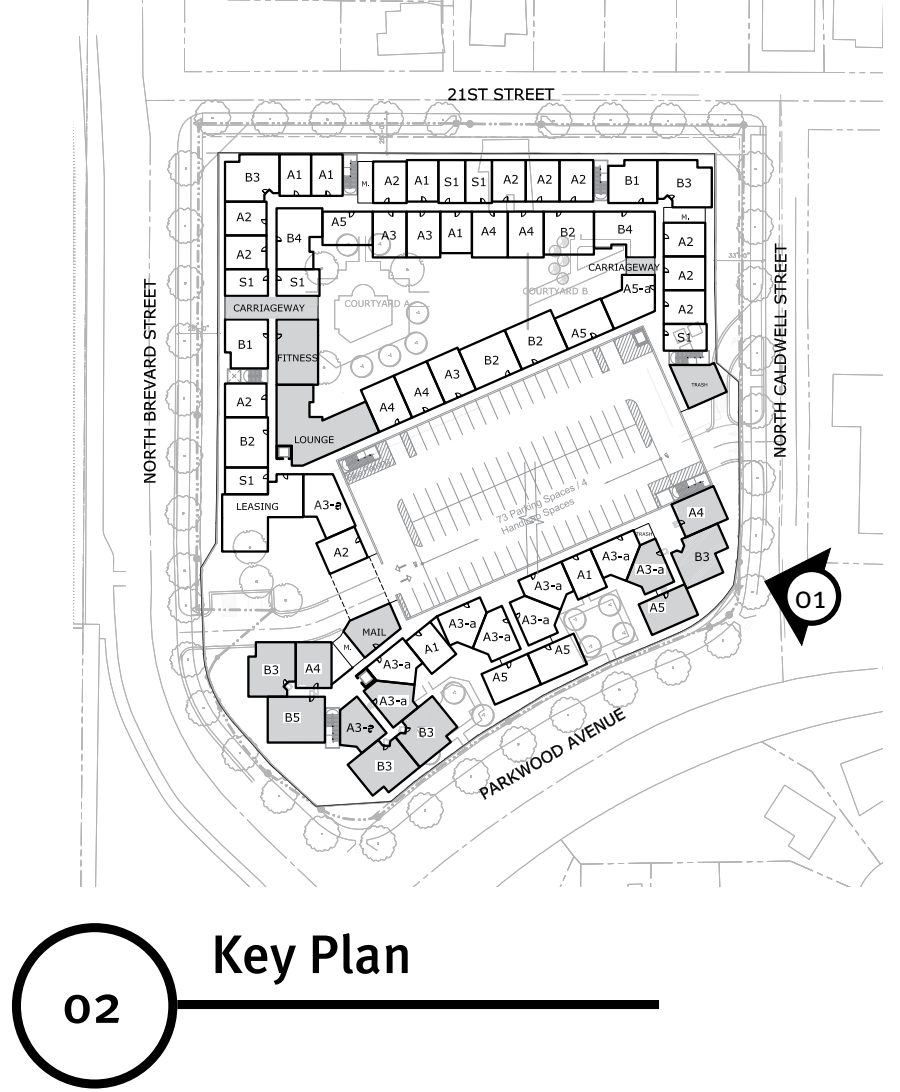 21ST STREET
B3
A1
A1
M.
A2
A1
S1
S1
A2
A2
A2
B1
B3
A2
B4
A5
A3
A3
A1
A4
A4
B2
B4
M.
A2
A2
S1
S1
CARRIAGEWAY
A2
A5-a
COURTYARD A
COURTYARD B
CARRIAGEWAY
A2
S1
NORTH BREVARD STREET
NORTH CALDWELL STREET
B1
FITNESS
A2
B2
S1
LOUNGE
A4
A4
A3
B2
B2
A5
TRASH
LEASING
A3-a
A2
73 Parking Spaces / 4
Handicap Spaces
A4
B3
TRASH
A3-a
A3-a
A1
A3-a
A5
01
MAIL
M.
A3-a
A1
A3-a
A3-a
A3-a
A5
A5
B3
A4
B5
A3-a
A3-a
B3
B3
PARKWOOD AVENUE
Key Plan
02